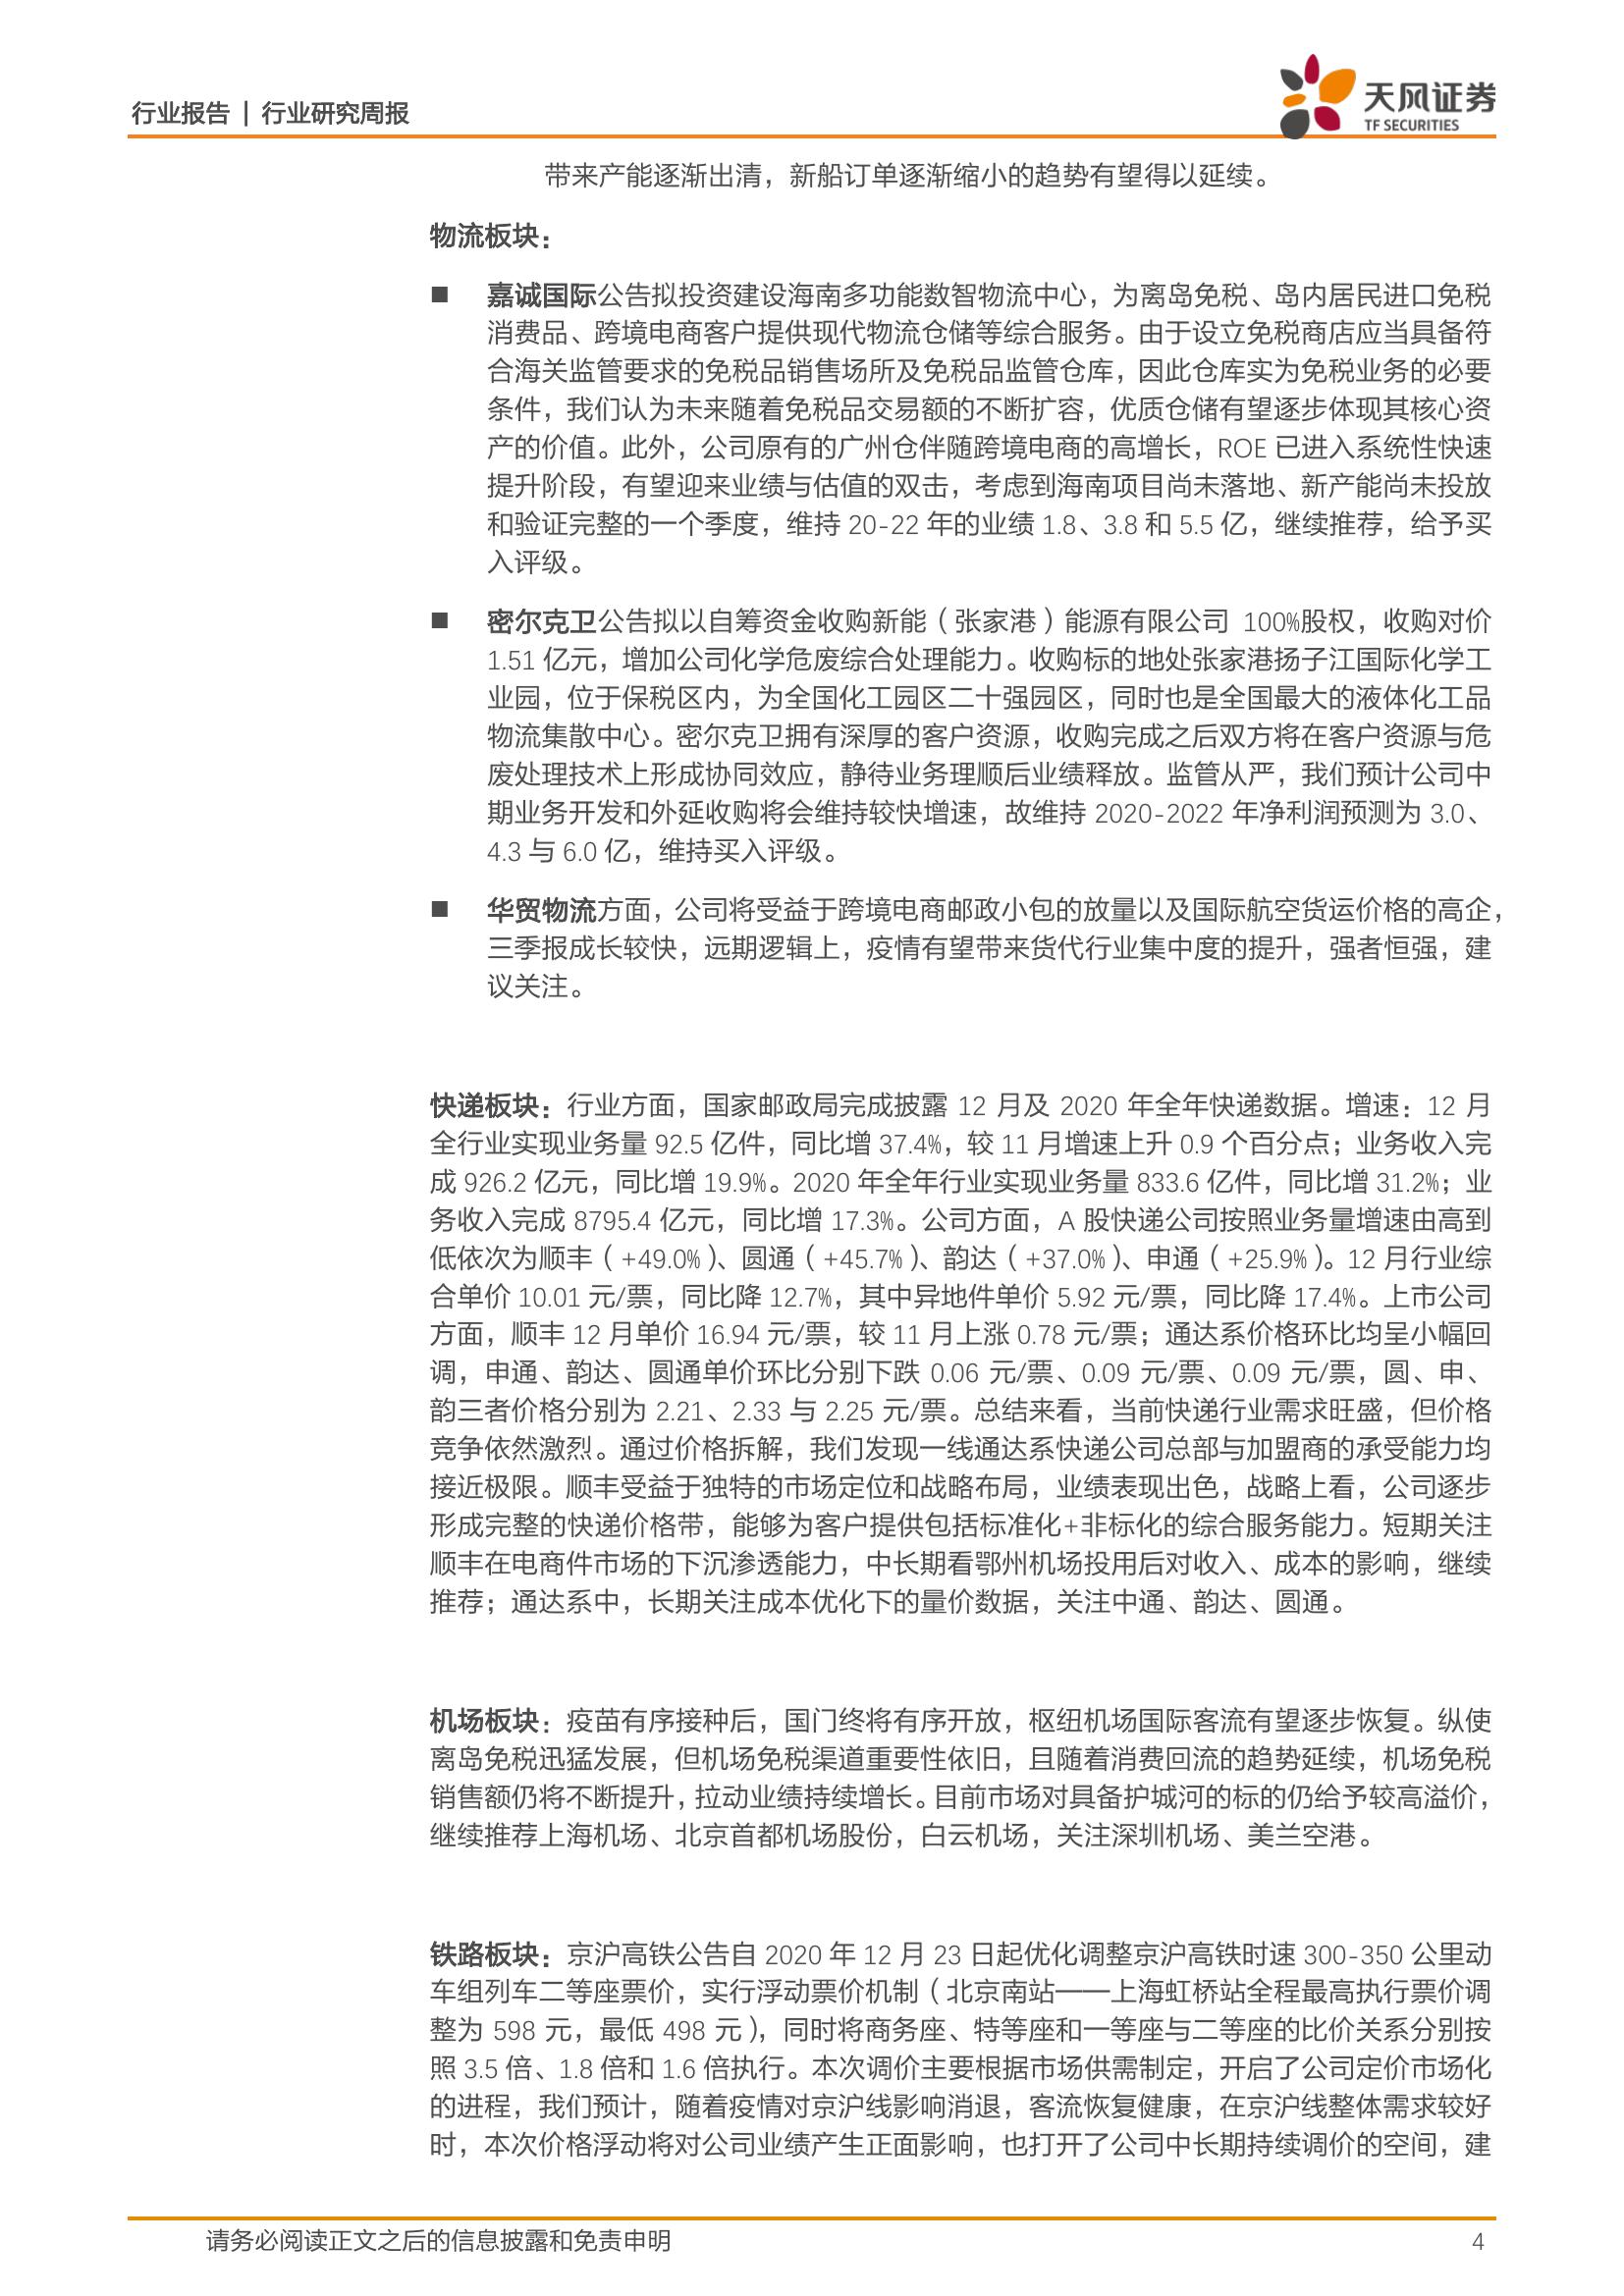 行业报告 | 行业研究周报
天风证券
TF SECURITIES
带来产能逐渐出清，新船订单逐渐缩小的趋势有望得以延续。
物流板块：
■ 嘉诚国际公告拟投资建设海南多功能数智物流中心，为离岛免税、岛内居民进口免税
消费品、跨境电商客户提供现代物流仓储等综合服务。由于设立免税商店应当具备符
合海关监管要求的免税品销售场所及免税品监管仓库，因此仓库实为免税业务的必要
条件，我们认为未来随着免税品交易额的不断扩容，优质仓储有望逐步体现其核心资
产的价值。此外，公司原有的广州仓伴随跨境电商的高增长，ROE 已进入系统性快速
提升阶段，有望迎来业绩与估值的双击，考虑到海南项目尚未落地、新产能尚未投放
和验证完整的一个季度，维持 20-22 年的业绩 1.8、3.8 和 5.5 亿，继续推荐，给予买
入评级。
■ 密尔克卫公告拟以自筹资金收购新能（张家港）能源有限公司 100%股权，收购对价
1.51 亿元，增加公司化学危废综合处理能力。收购标的地处张家港扬子江国际化学工
业园，位于保税区内，为全国化工园区二十强园区，同时也是全国最大的液体化工品
物流集散中心。密尔克卫拥有深厚的客户资源，收购完成之后双方将在客户资源与危
废处理技术上形成协同效应，静待业务理顺后业绩释放。监管从严，我们预计公司中
期业务开发和外延收购将会维持较快增速，故维持 2020-2022 年净利润预测为 3.0、
4.3 与 6.0 亿，维持买入评级。
■ 华贸物流方面，公司将受益于跨境电商邮政小包的放量以及国际航空货运价格的高企，
三季报成长较快，远期逻辑上，疫情有望带来货代行业集中度的提升，强者恒强，建
议关注。
快递板块：行业方面，国家邮政局完成披露 12 月及 2020 年全年快递数据。增速：12 月
全行业实现业务量 92.5 亿件，同比增 37.4%，较 11 月增速上升 0.9 个百分点；业务收入完
成 926.2 亿元，同比增 19.9%。2020 年全年行业实现业务量 833.6 亿件，同比增 31.2%；业
务收入完成 8795.4 亿元，同比增 17.3%。公司方面，A 股快递公司按照业务量增速由高到
低依次为顺丰（+49.0%）、圆通（+45.7%）、韵达（+37.0%）、申通（+25.9%）。12 月行业综
合单价 10.01 元/票，同比降 12.7%，其中异地件单价 5.92 元/票，同比降 17.4%。上市公司
方面，顺丰 12 月单价 16.94 元/票，较 11 月上涨 0.78 元/票；通达系价格环比均呈小幅回
调，申通、韵达、圆通单价环比分别下跌 0.06 元/票、0.09 元/票、0.09 元/票，圆、申、
韵三者价格分别为 2.21、2.33 与 2.25 元/票。总结来看，当前快递行业需求旺盛，但价格
竞争依然激烈。通过价格拆解，我们发现一线通达系快递公司总部与加盟商的承受能力均
接近极限。顺丰受益于独特的市场定位和战略布局，业绩表现出色，战略上看，公司逐步
形成完整的快递价格带，能够为客户提供包括标准化+非标化的综合服务能力。短期关注
顺丰在电商件市场的下沉渗透能力，中长期看鄂州机场投用后对收入、成本的影响，继续
推荐；通达系中，长期关注成本优化下的量价数据，关注中通、韵达、圆通。
机场板块：疫苗有序接种后，国门终将有序开放，枢纽机场国际客流有望逐步恢复。纵使
离岛免税迅猛发展，但机场免税渠道重要性依旧，且随着消费回流的趋势延续，机场免税
销售额仍将不断提升，拉动业绩持续增长。目前市场对具备护城河的标的仍给予较高溢价，
继续推荐上海机场、北京首都机场股份，白云机场，关注深圳机场、美兰空港。
铁路板块：京沪高铁公告自 2020 年 12 月 23 日起优化调整京沪高铁时速 300-350 公里动
车组列车二等座票价，实行浮动票价机制（北京南站——上海虹桥站全程最高执行票价调
整为 598 元，最低 498 元），同时将商务座、特等座和一等座与二等座的比价关系分别按
照 3.5 倍、1.8 倍和 1.6 倍执行。本次调价主要根据市场供需制定，开启了公司定价市场化
的进程，我们预计，随着疫情对京沪线影响消退，客流恢复健康，在京沪线整体需求较好
时，本次价格浮动将对公司业绩产生正面影响，也打开了公司中长期持续调价的空间，建
请务必阅读正文之后的信息披露和免责申明
4